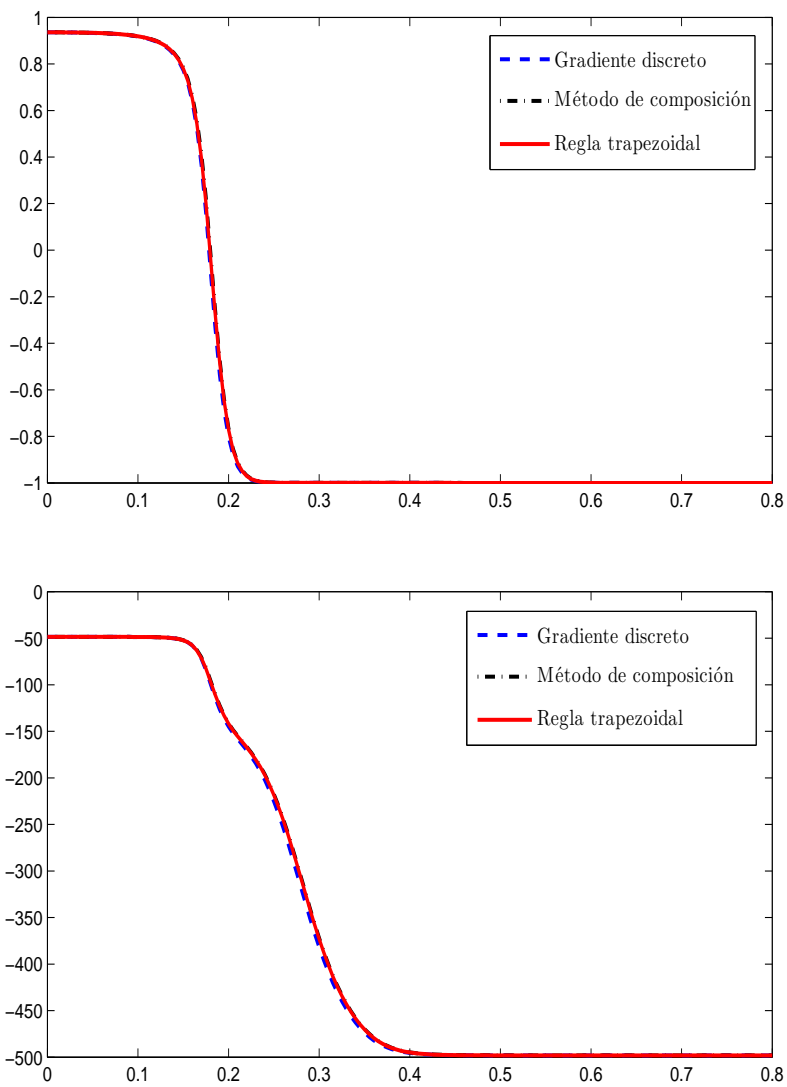 1
0.8
0.6
0.4
0.2
0
−0.2
−0.4
−0.6
−0.8
−1
0 0.1 0.2 0.3 0.4 0.5 0.6 0.7 0.8
Gradiente discreto
Método de composición
Regla trapezoidal
0
−50
−100
−150
−200
−250
−300
−350
−400
−450
−500
0 0.1 0.2 0.3 0.4 0.5 0.6 0.7 0.8
Gradiente discreto
Método de composición
Regla trapezoidal